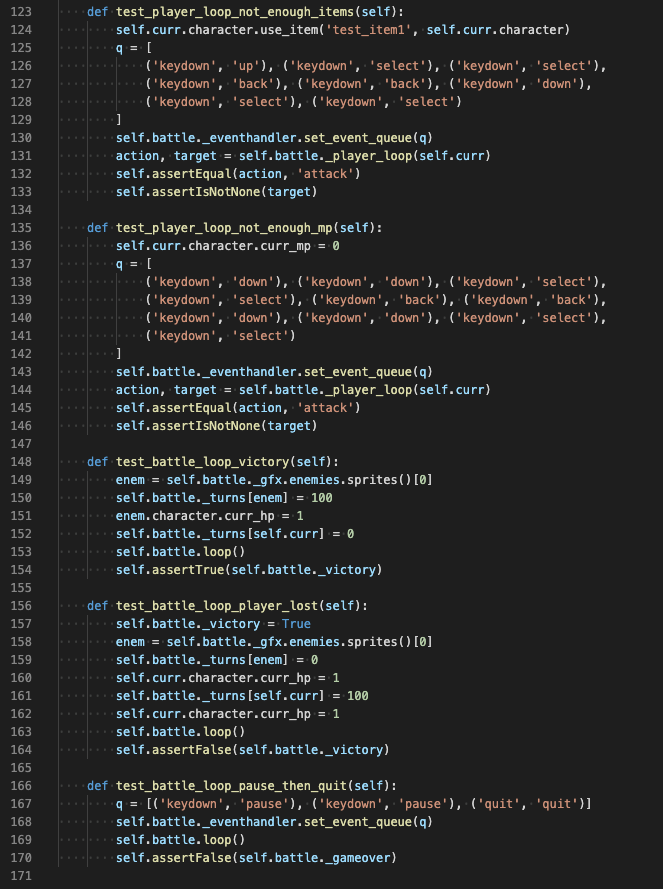 123 def test_player_loop_not_enough_items(self):
124 self.curr.character.use_item('test_item1', self.curr.character)
125 q = [
126 ('keydown', 'up'), ('keydown', 'select'), ('keydown', 'select'),
127 ('keydown', 'back'), ('keydown', 'back'), ('keydown', 'down'),
128 ('keydown', 'select'), ('keydown', 'select')
129 ]
130 self.battle._eventhandler.set_event_queue(q)
131 action, target = self.battle._player_loop(self.curr)
132 self.assertEqual(action, 'attack')
133 self.assertIsNotNone(target)
134
135 def test_player_loop_not_enough_mp(self):
136 self.curr.character.curr_mp = 0
137 q = [
138 ('keydown', 'down'), ('keydown', 'down'), ('keydown', 'select'),
139 ('keydown', 'select'), ('keydown', 'back'), ('keydown', 'back'),
140 ('keydown', 'down'), ('keydown', 'down'), ('keydown', 'select'),
141 ('keydown', 'select')
142 ]
143 self.battle._eventhandler.set_event_queue(q)
144 action, target = self.battle._player_loop(self.curr)
145 self.assertEqual(action, 'attack')
146 self.assertIsNotNone(target)
147
148 def test_battle_loop_victory(self):
149 enem = self.battle._gfx.enemies.sprites()[0]
150 self.battle._turns[enem] = 100
151 enem.character.curr_hp = 1
152 self.battle._turns[self.curr] = 0
153 self.battle.loop()
154 self.assertTrue(self.battle._victory)
155
156 def test_battle_loop_player_lost(self):
157 self.battle._victory = True
158 enem = self.battle._gfx.enemies.sprites()[0]
159 self.battle._turns[enem] = 0
160 self.curr.character.curr_hp = 1
161 self.battle._turns[self.curr] = 100
162 self.curr.character.curr_hp = 1
163 self.battle.loop()
164 self.assertFalse(self.battle._victory)
165
166 def test_battle_loop_pause_then_quit(self):
167 q = [('keydown', 'pause'), ('keydown', 'pause'), ('quit', 'quit')]
168 self.battle._eventhandler.set_event_queue(q)
169 self.battle.loop()
170 self.assertFalse(self.battle._gameover)
171